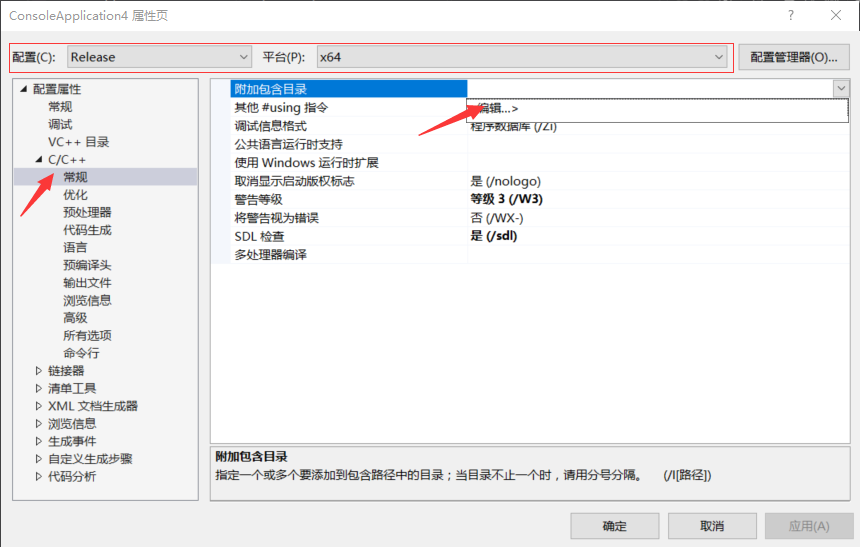 ConsoleApplication4 属性页
?
配置(C): Release 平台(P): x64 配置管理器(O)...
配置属性
常规
调试
VC++ 目录
C/C++
常规
优化
预处理器
代码生成
语言
预编译头
输出文件
浏览信息
高级
所有选项
命令行
链接器
清单工具
XML 文档生成器
浏览信息
生成事件
自定义生成步骤
代码分析
附加包含目录
其他 #using 指令 编辑...>
调试信息格式 程序数据库 (/Zi)
公共语言运行时支持
使用 Windows 运行时扩展
取消显示启动版权标志 是 (/nologo)
警告等级 等级 3 (/W3)
将警告视为错误 否 (/WX-)
SDL 检查 是 (/sdl)
多处理器编译
附加包含目录
指定一个或多个要添加到包含路径中的目录；当目录不止一个时，请用分号分隔。 (/I[路径])
确定 取消 应用(A)